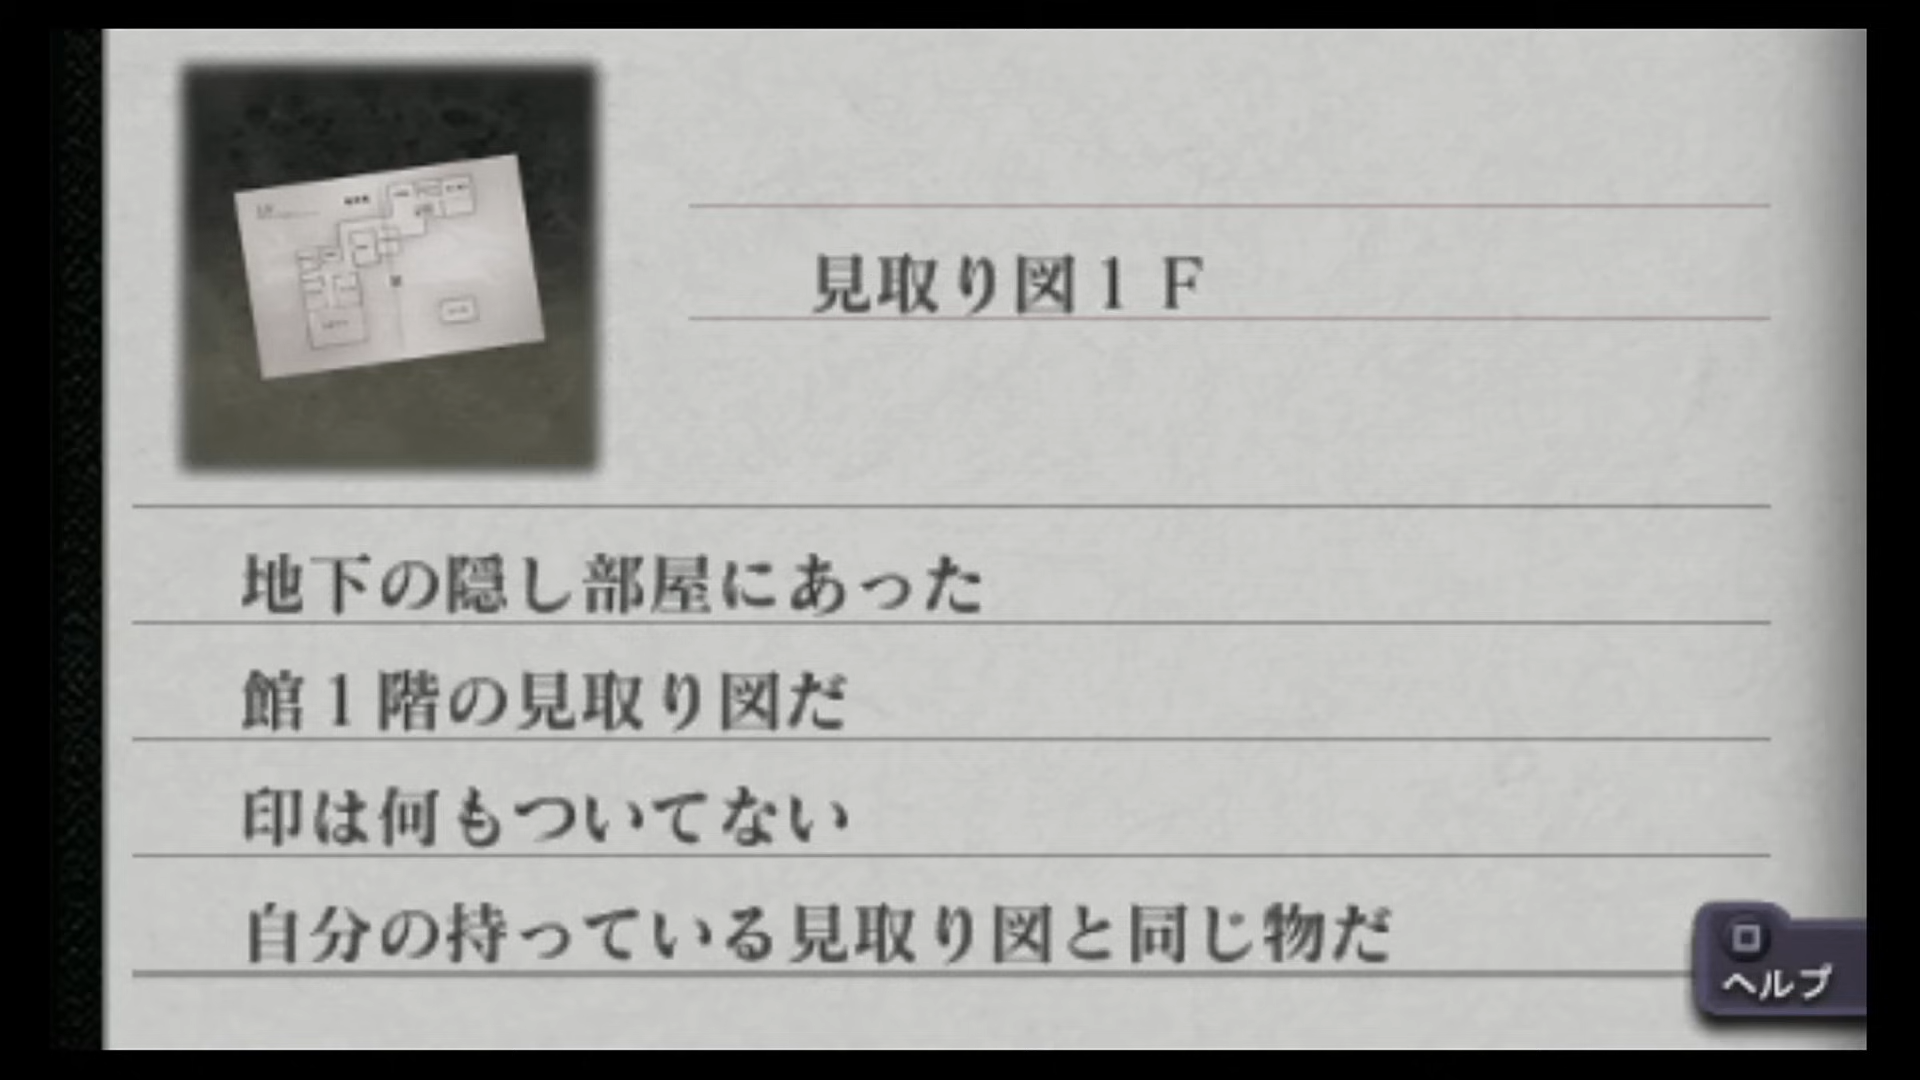 見取り図１Ｆ
地下の隠し部屋にあった
館１階の見取り図だ
印は何もついてない
自分の持っている見取り図と同じ物だ
ヘルプ